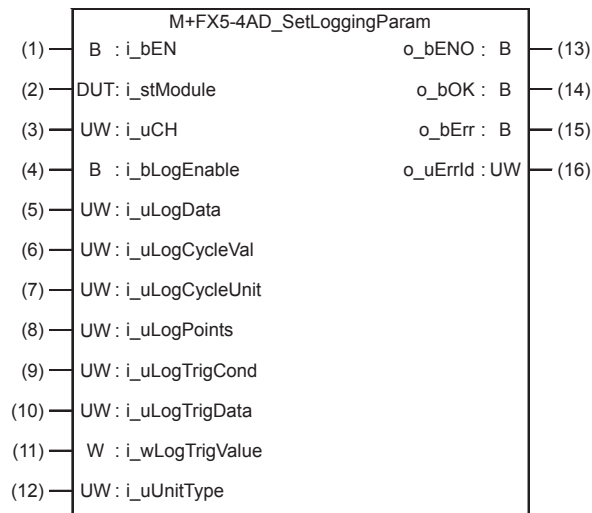 M+FX5-4AD_SetLoggingParam
(1) B : i_bEN o_bENO : B (13)
(2) DUT: i_stModule o_bOK : B (14)
(3) UW : i_uCH o_bErr : B (15)
(4) B : i_bLogEnable o_uErrId : UW (16)
(5) UW : i_uLogData
(6) UW : i_uLogCycleVal
(7) UW : i_uLogCycleUnit
(8) UW : i_uLogPoints
(9) UW : i_uLogTrigCond
(10) UW : i_uLogTrigData
(11) W : i_wLogTrigValue
(12) UW : i_uUnitType